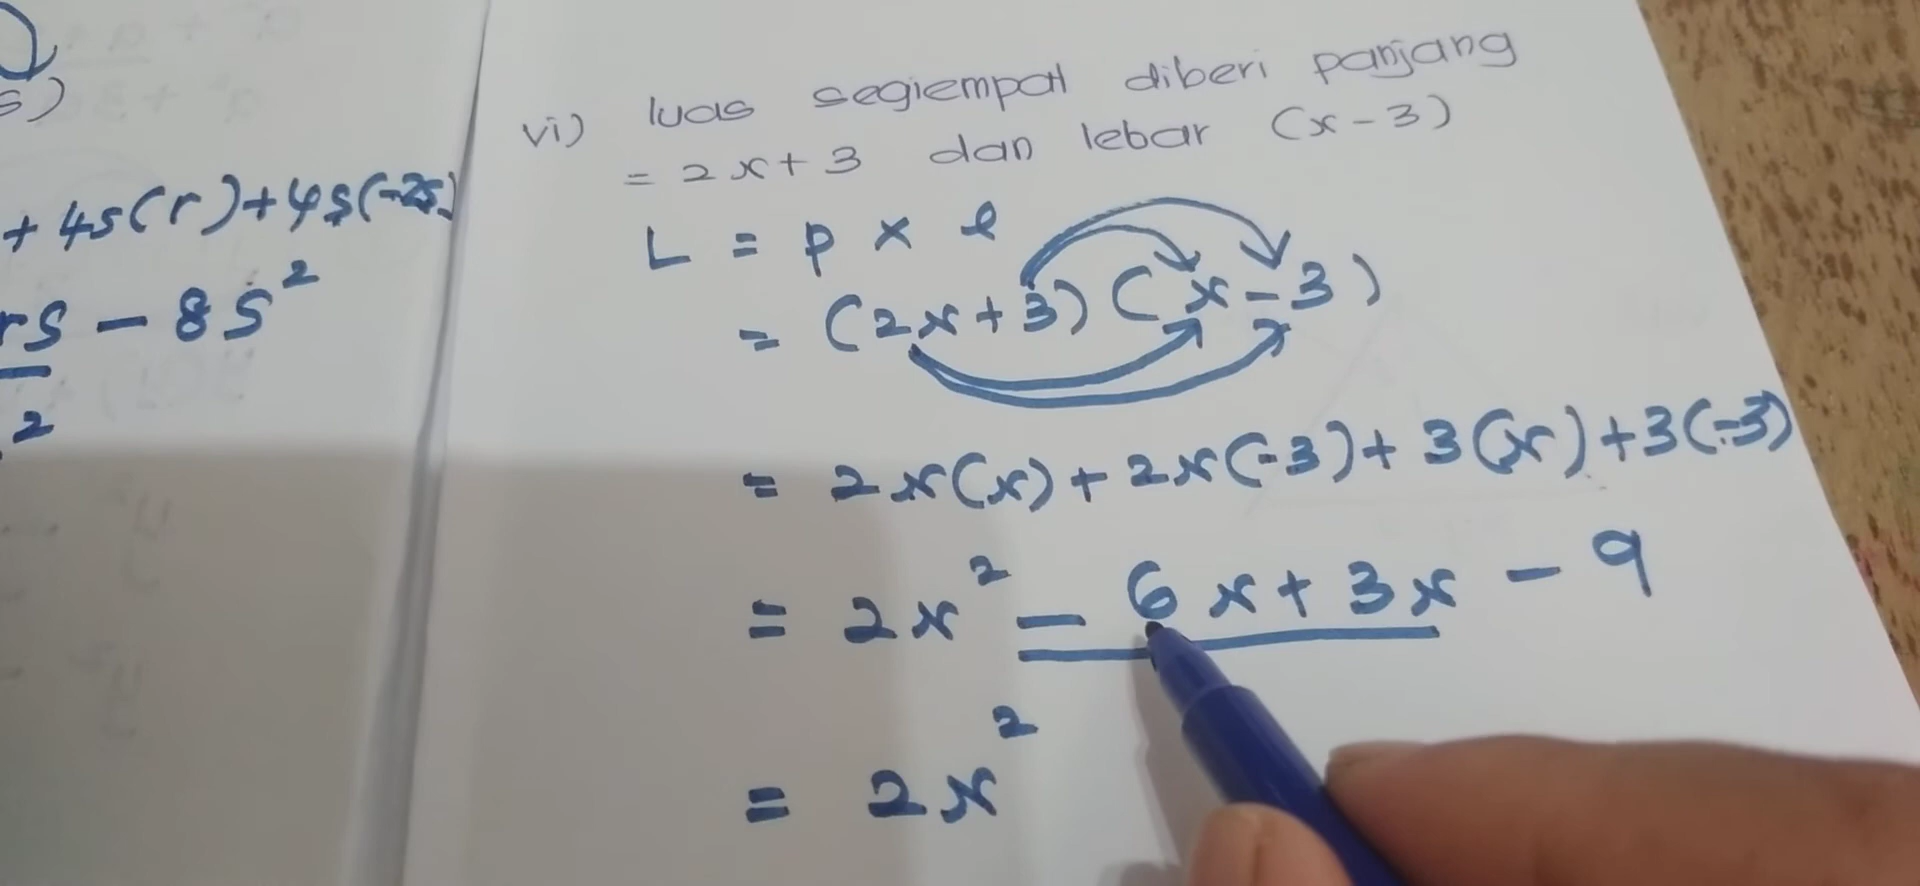 s)
+ 4s(r)+4s(-2s)
rs - 8s²
2
vi) luas segiempat diberi panjang
= 2x+3 dan lebar (x-3)
L = p x l
= (2x+3)(x-3)
= 2x(x)+2x(-3)+3(x)+3(-3)
= 2x² - 6x+3x - 9
= 2x²